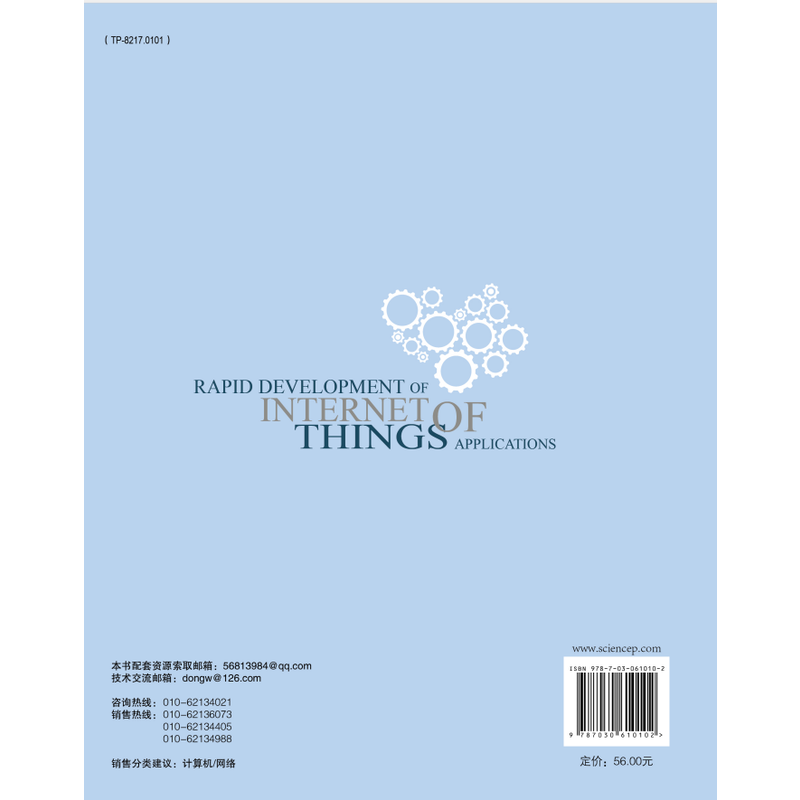 ( TP-8217.0101 )
RAPID DEVELOPMENT OF
INTERNET OF
THINGS APPLICATIONS
本书配套资源索取邮箱：56813984@qq.com
技术交流邮箱：dongw@126.com
咨询热线：010-62134021
销售热线：010-62136073
010-62134405
010-62134988
销售分类建议：计算机/网络
www.sciencep.com
ISBN 978-7-03-061010-2
9 787030 610102 >
定价：56.00元